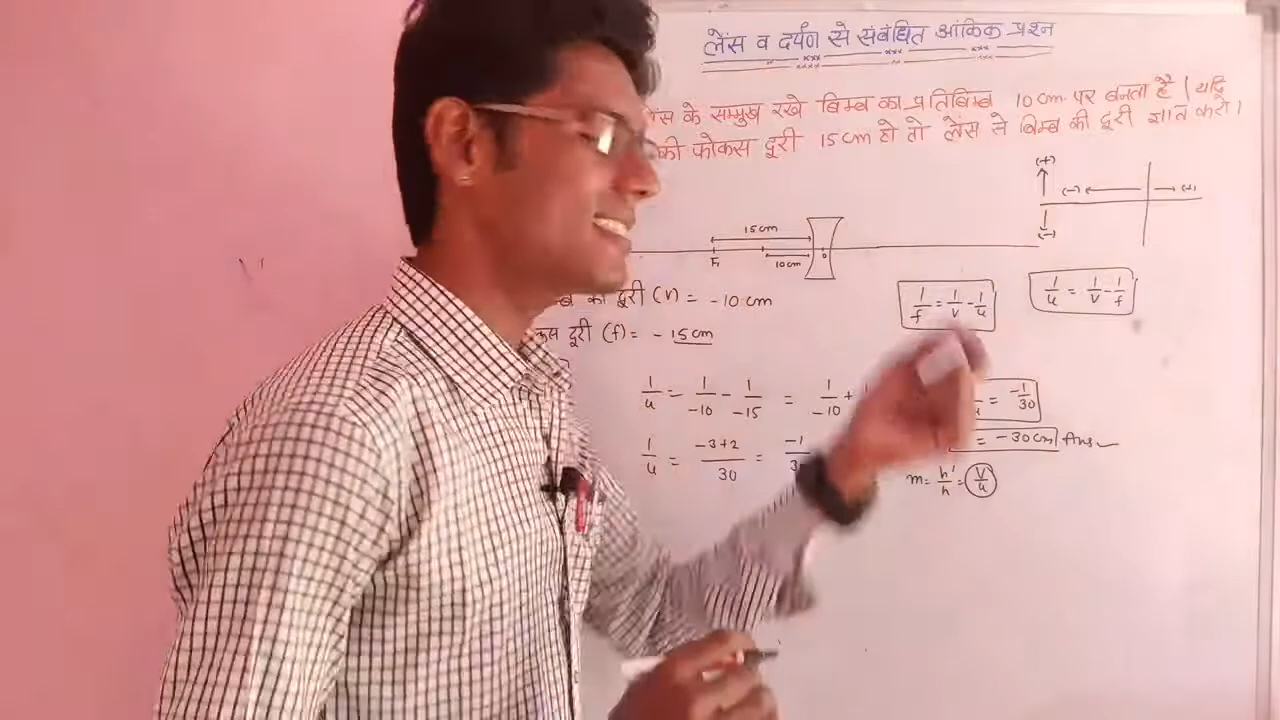 लेंस व दर्पण से संबंधित आंकिक प्रश्न
के सम्मुख रखे बिम्ब का प्रतिबिम्ब 10 cm पर बनता है | यदि
की फोकस दूरी 15 cm हो तो लेंस से बिम्ब की दूरी ज्ञात करो।
(+)
(-) (+)
(-)
15 cm
F₁ 10 cm O
की दूरी (v) = -10 cm
दूरी (f) = - 15 cm
1/f = 1/v - 1/u
1/u = 1/v - 1/f
1/u = 1/-10 - 1/-15 = 1/-10 +
= -1/30
1/u = -3+2/30 = -1/3
= -30 cm Ans
m = h'/h = v/u